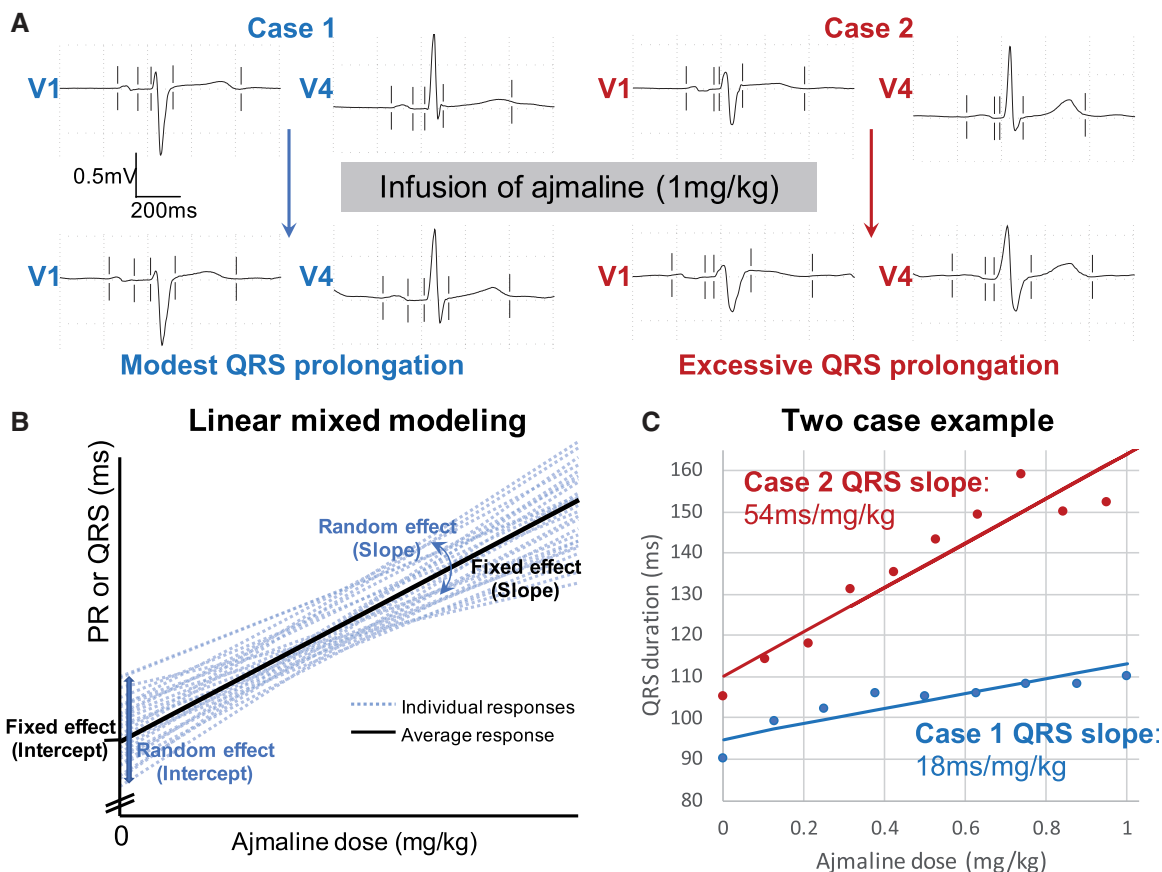 A
Case 1
Case 2
V1
V4
V1
V4
0.5mV
200ms
Infusion of ajmaline (1mg/kg)
V1
V4
V1
V4
Modest QRS prolongation
Excessive QRS prolongation
B
Linear mixed modeling
PR or QRS (ms)
Random effect
(Slope)
Fixed effect
(Slope)
Fixed effect
(Intercept)
Random effect
(Intercept)
Individual responses
Average response
0
Ajmaline dose (mg/kg)
C
Two case example
QRS duration (ms)
160
150
140
130
120
110
100
90
80
Case 2 QRS slope:
54ms/mg/kg
Case 1 QRS slope:
18ms/mg/kg
0
0.2
0.4
0.6
0.8
1
Ajmaline dose (mg/kg)